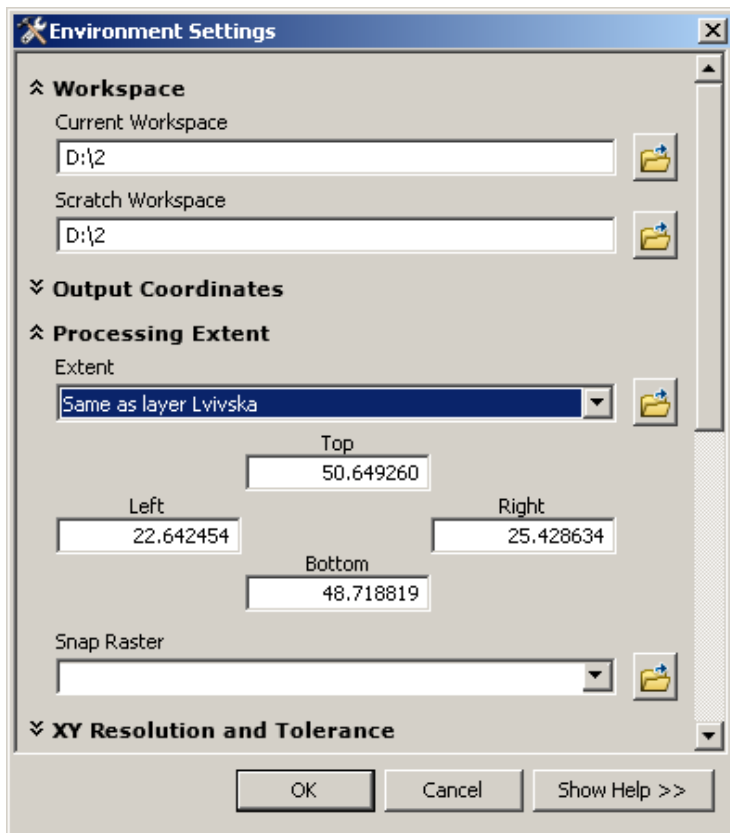 Environment Settings
Workspace
Current Workspace
D:\2
Scratch Workspace
D:\2
Output Coordinates
Processing Extent
Extent
Same as layer Lvivska
Top
50.649260
Left Right
22.642454 25.428634
Bottom
48.718819
Snap Raster
XY Resolution and Tolerance
OK Cancel Show Help >>